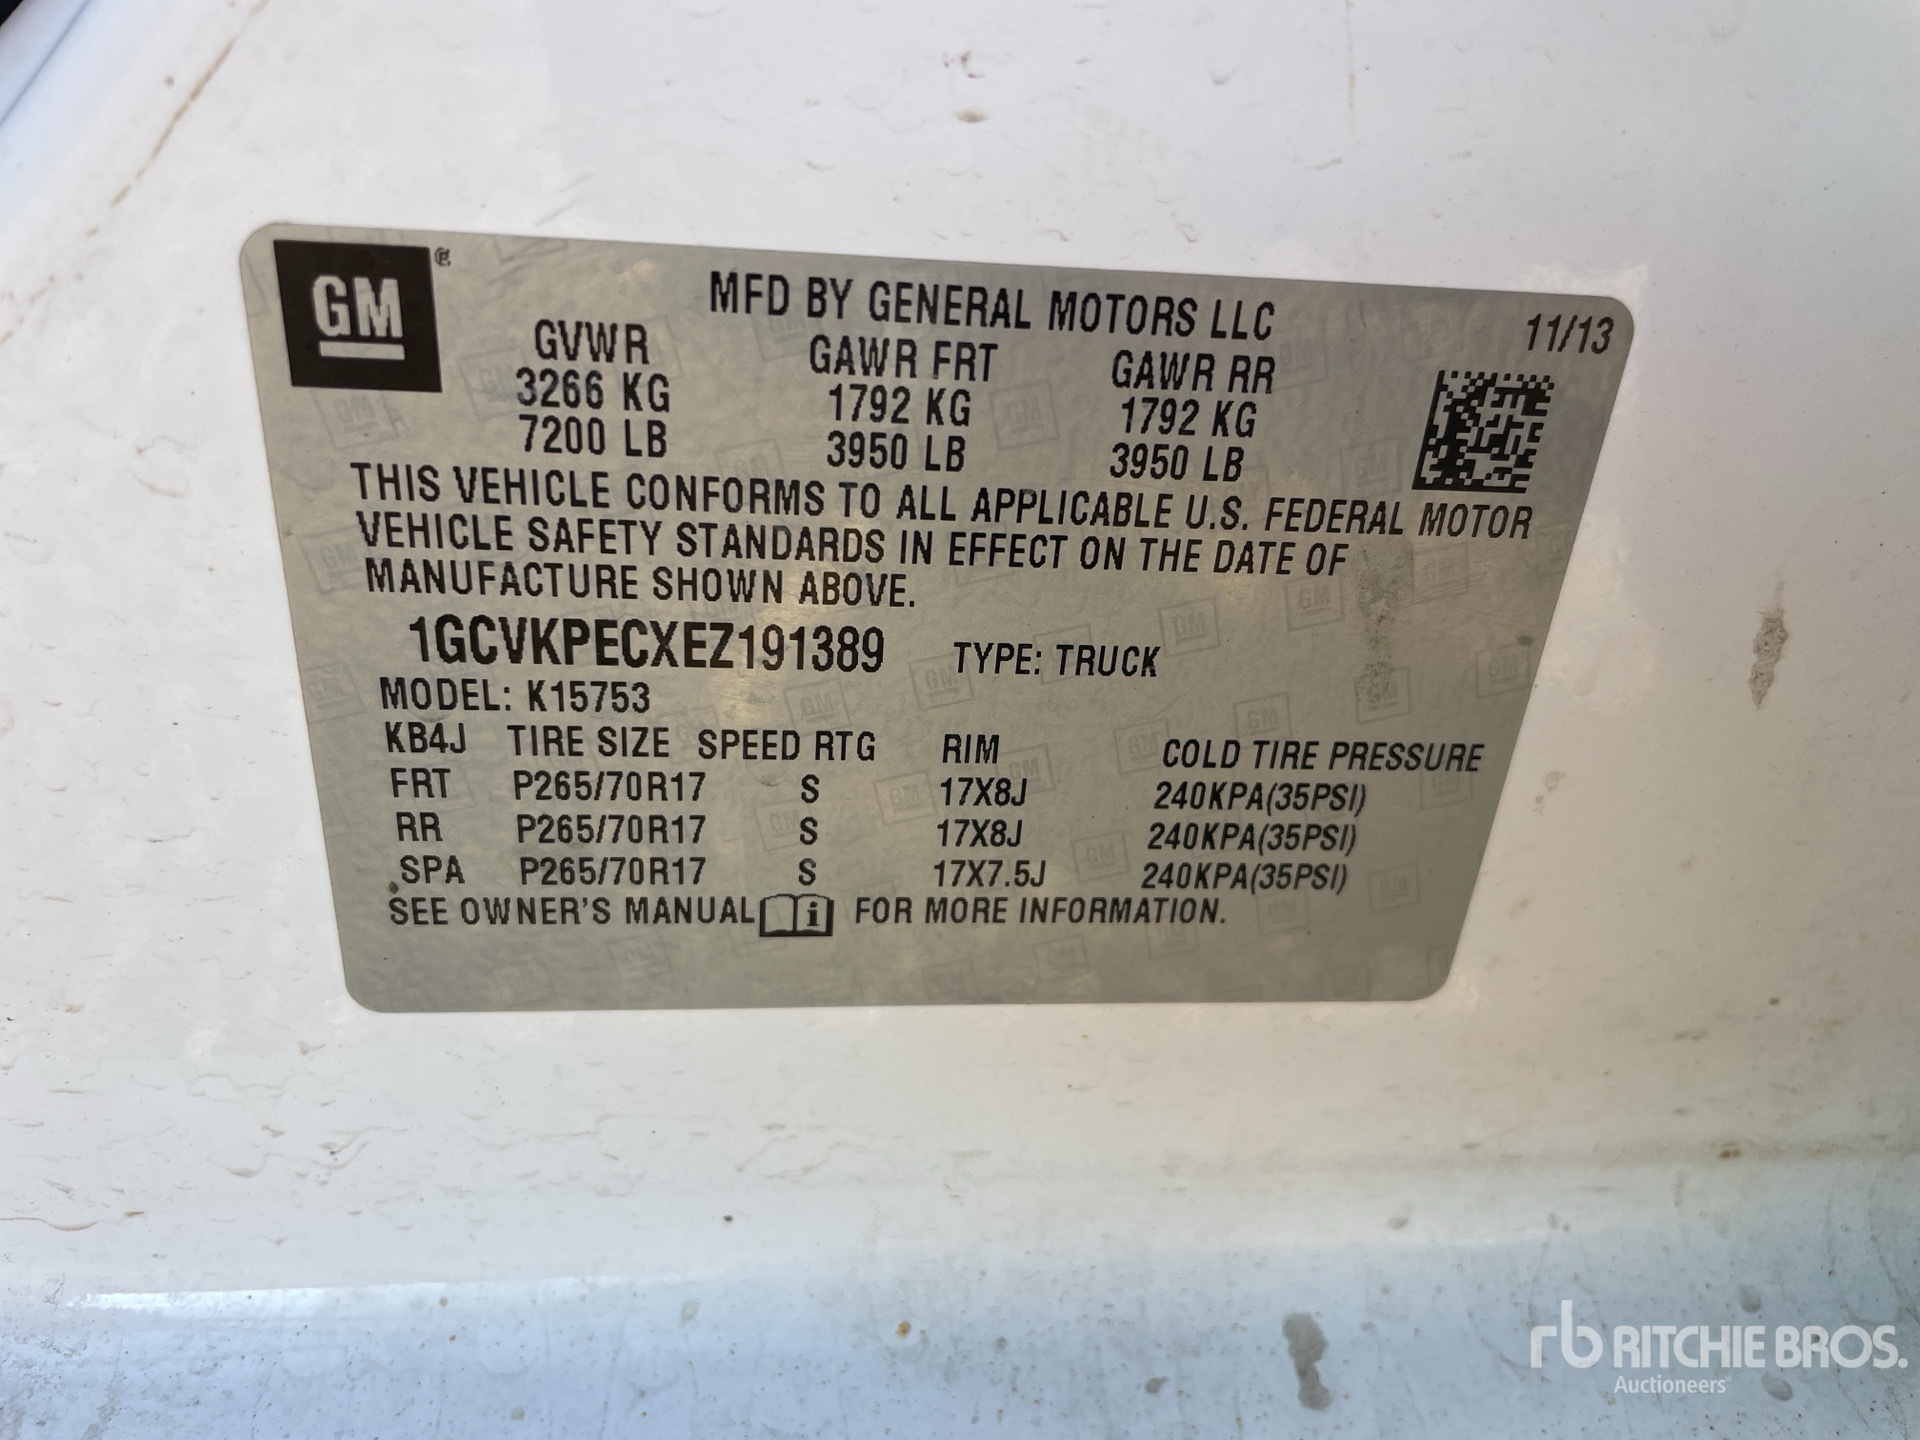 GM
MFD BY GENERAL MOTORS LLC
11/13
GVWR GAWR FRT GAWR RR
3266 KG 1792 KG 1792 KG
7200 LB 3950 LB 3950 LB
THIS VEHICLE CONFORMS TO ALL APPLICABLE U.S. FEDERAL MOTOR
VEHICLE SAFETY STANDARDS IN EFFECT ON THE DATE OF
MANUFACTURE SHOWN ABOVE.
1GCVKPECXEZ191389 TYPE: TRUCK
MODEL: K15753
KB4J TIRE SIZE SPEED RTG RIM COLD TIRE PRESSURE
FRT P265/70R17 S 17X8J 240KPA(35PSI)
RR P265/70R17 S 17X8J 240KPA(35PSI)
SPA P265/70R17 S 17X7.5J 240KPA(35PSI)
SEE OWNER'S MANUAL i FOR MORE INFORMATION.
rb RITCHIE BROS.
Auctioneers